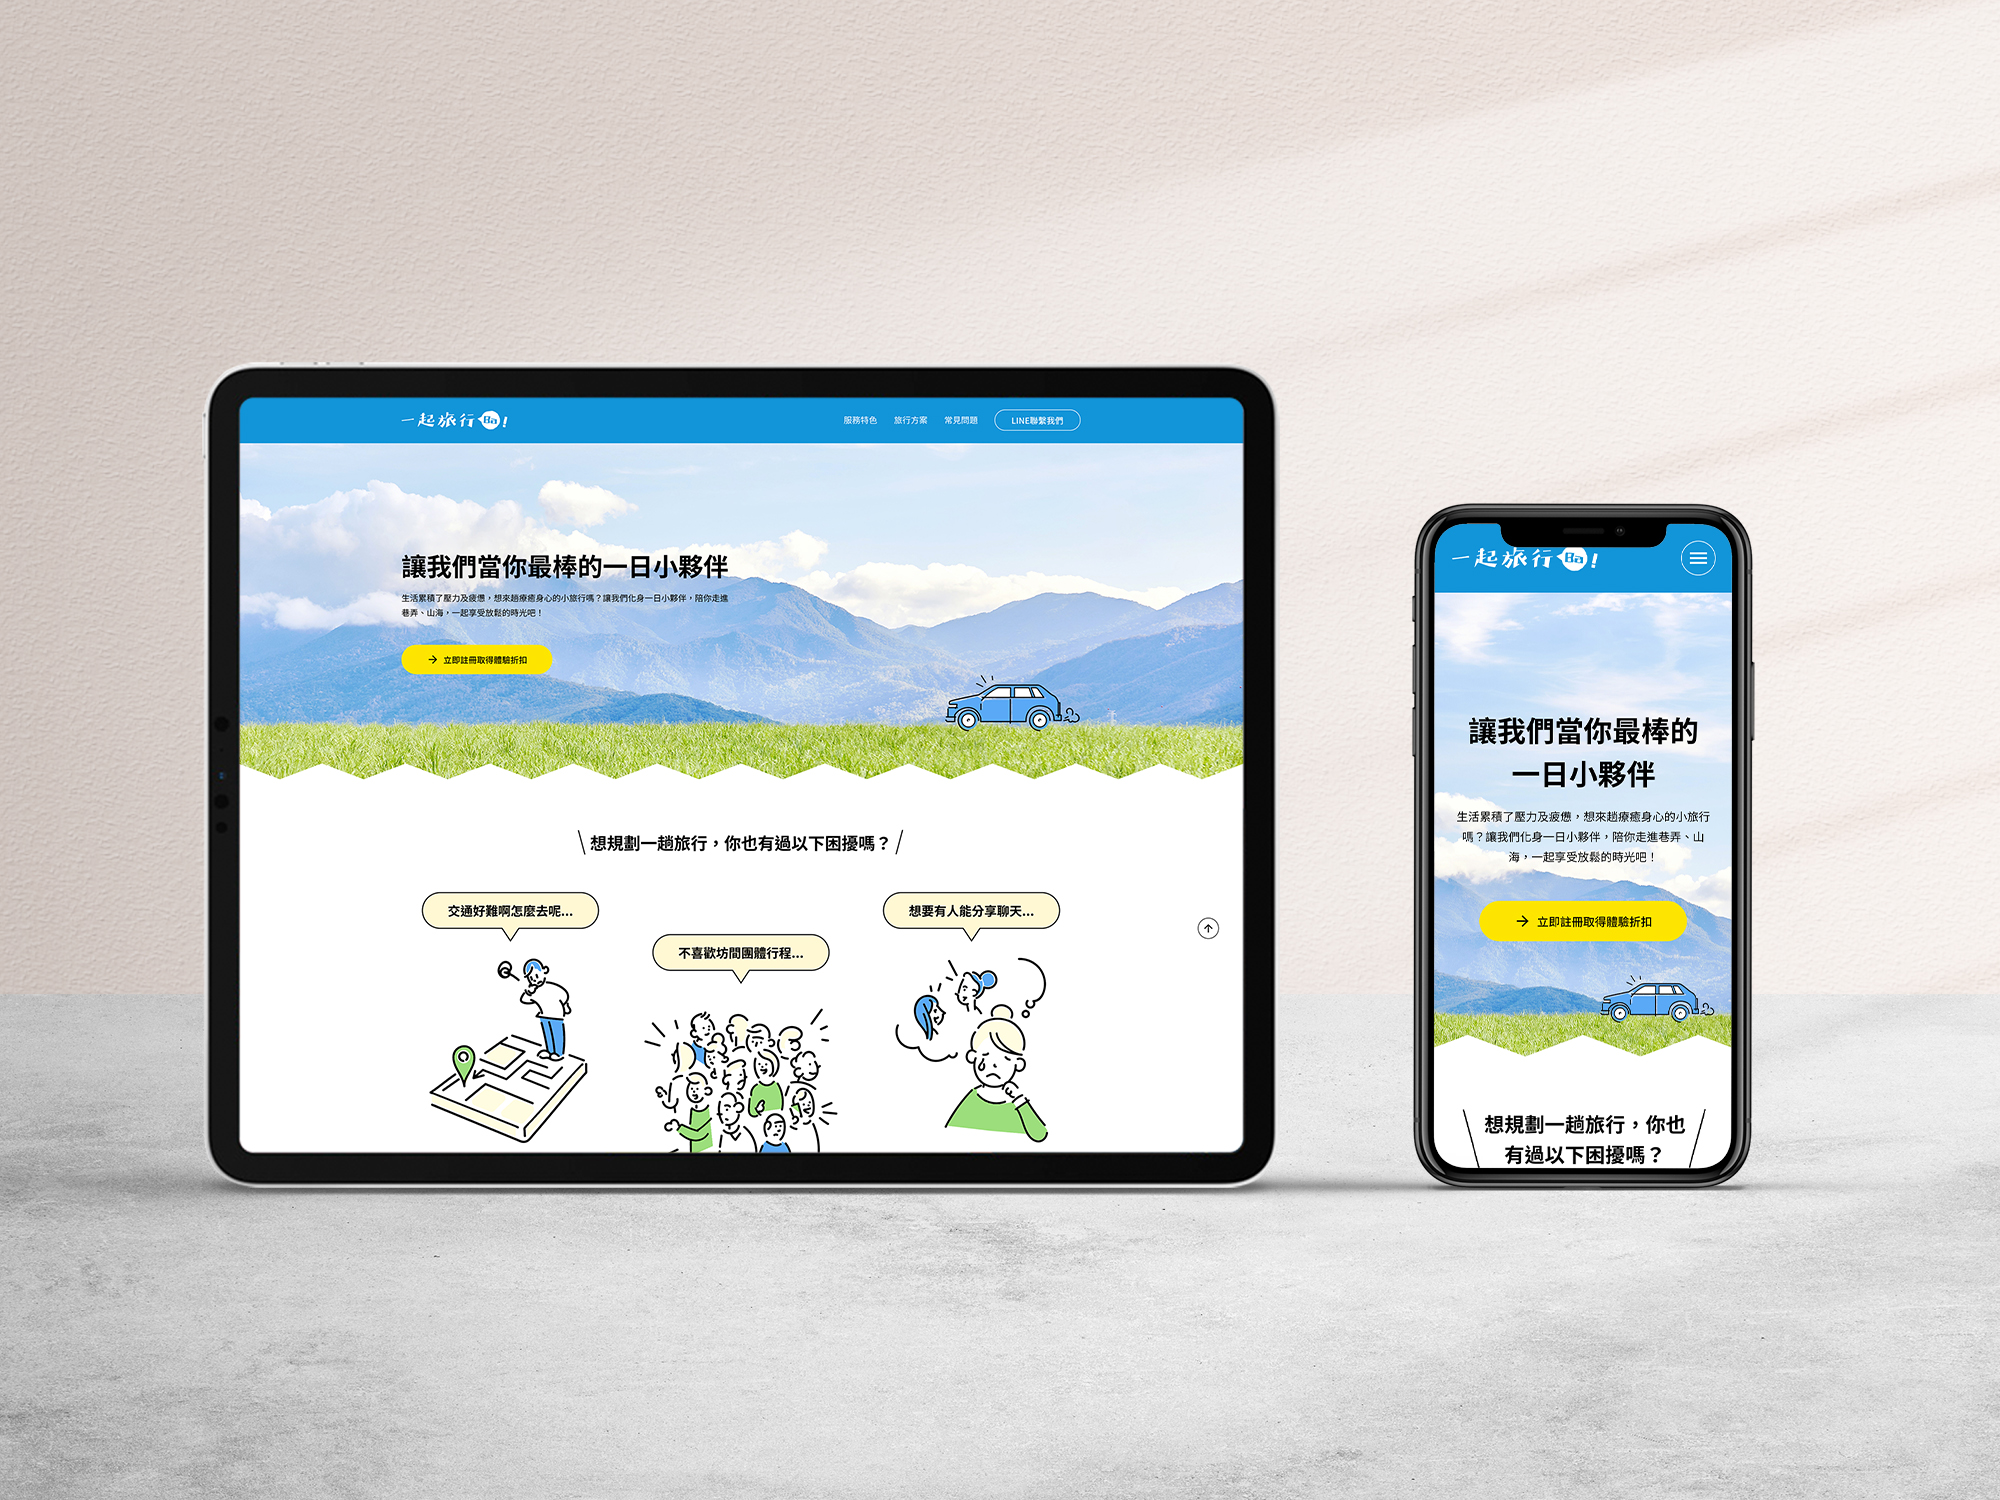 一起旅行Ba!
服務特色 旅行方案 常見問題 LINE聯繫我們
讓我們當你最棒的一日小夥伴
生活累積了壓力及疲憊，想來趟療癒身心的小旅行嗎？讓我們化身一日小夥伴，陪你走進
巷弄、山海，一起享受放鬆的時光吧！
立即註冊取得體驗折扣
想規劃一趟旅行，你也有過以下困擾嗎？
交通好難啊怎麼去呢...
不喜歡坊間團體行程...
想要有人能分享聊天...
一起旅行Ba!
讓我們當你最棒的
一日小夥伴
生活累積了壓力及疲憊，想來趟療癒身心的小旅行
嗎？讓我們化身一日小夥伴，陪你走進巷弄、山
海，一起享受放鬆的時光吧！
立即註冊取得體驗折扣
想規劃一趟旅行，你也
有過以下困擾嗎？